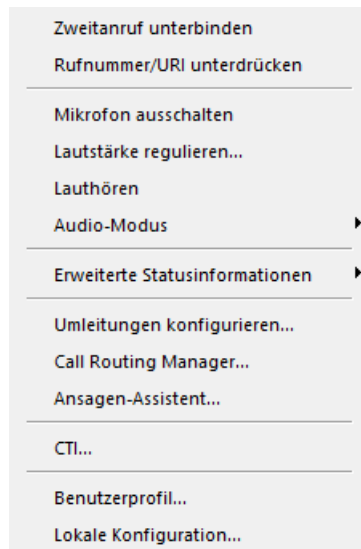 Zweitanruf unterbinden
Rufnummer/URI unterdrücken
Mikrofon ausschalten
Lautstärke regulieren...
Lauthören
Audio-Modus
Erweiterte Statusinformationen
Umleitungen konfigurieren...
Call Routing Manager...
Ansagen-Assistent...
CTI...
Benutzerprofil...
Lokale Konfiguration...